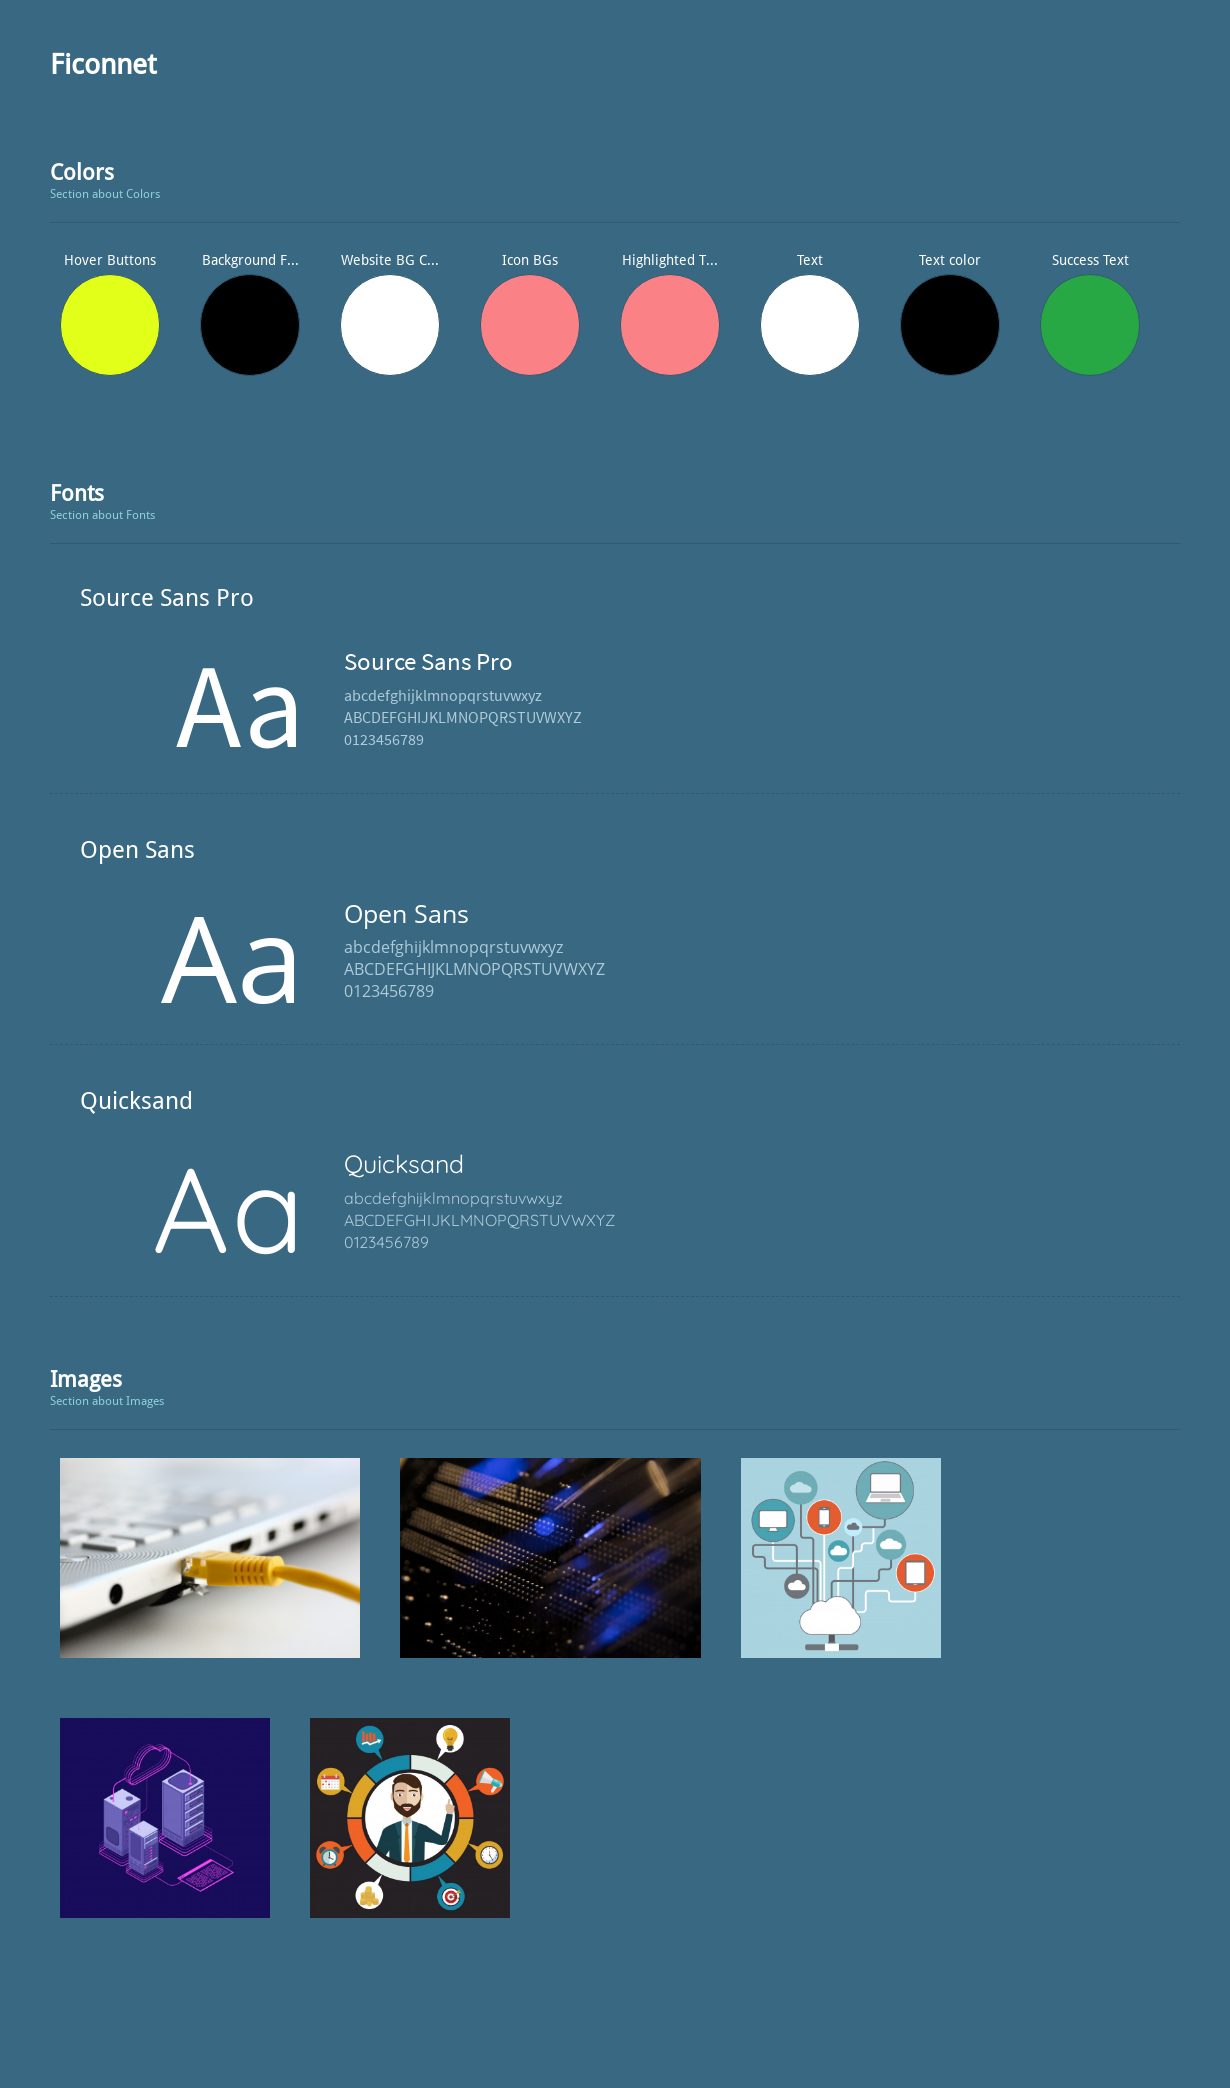 Ficonnet
Colors
Section about Colors
Hover Buttons
Background F...
Website BG C...
Icon BGs
Highlighted T...
Text
Text color
Success Text
Fonts
Section about Fonts
Source Sans Pro
Aa
Source Sans Pro
abcdefghijklmnopqrstuvwxyz
ABCDEFGHIJKLMNOPQRSTUVWXYZ
0123456789
Open Sans
Aa
Open Sans
abcdefghijklmnopqrstuvwxyz
ABCDEFGHIJKLMNOPQRSTUVWXYZ
0123456789
Quicksand
Aa
Quicksand
abcdefghijklmnopqrstuvwxyz
ABCDEFGHIJKLMNOPQRSTUVWXYZ
0123456789
Images
Section about Images